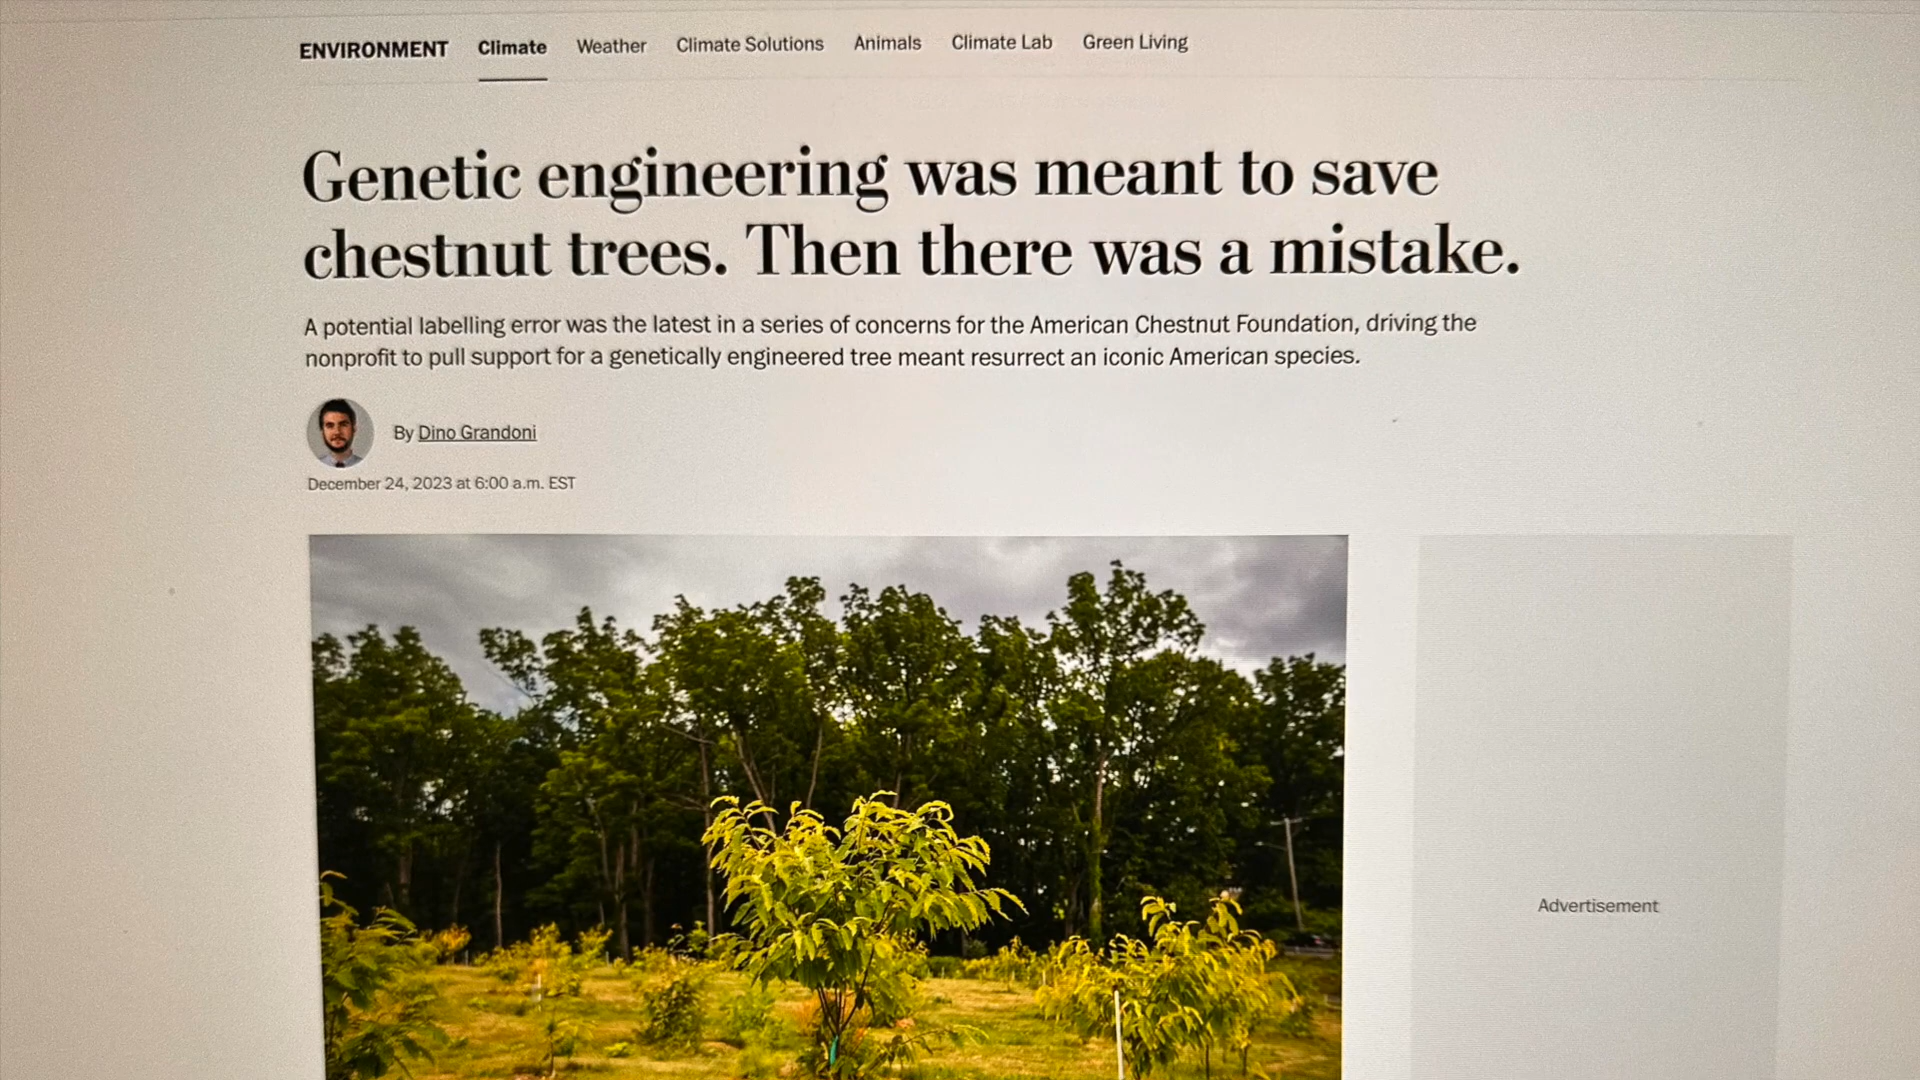 ENVIRONMENT Climate Weather Climate Solutions Animals Climate Lab Green Living
Genetic engineering was meant to save
chestnut trees. Then there was a mistake.
A potential labelling error was the latest in a series of concerns for the American Chestnut Foundation, driving the
nonprofit to pull support for a genetically engineered tree meant resurrect an iconic American species.
By Dino Grandoni
December 24, 2023 at 6:00 a.m. EST
Advertisement